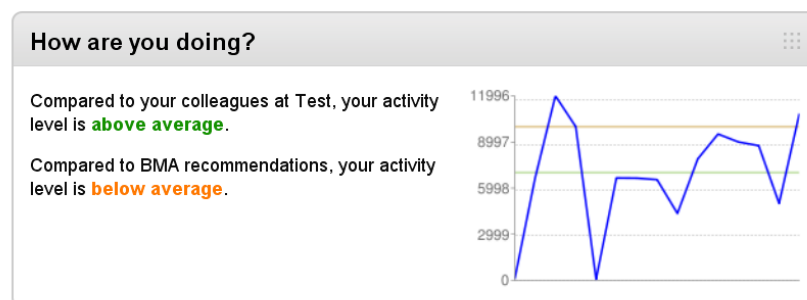 How are you doing?
Compared to your colleagues at Test, your activity
level is above average.
Compared to BMA recommendations, your activity
level is below average.
11996
8997
5998
2999
0